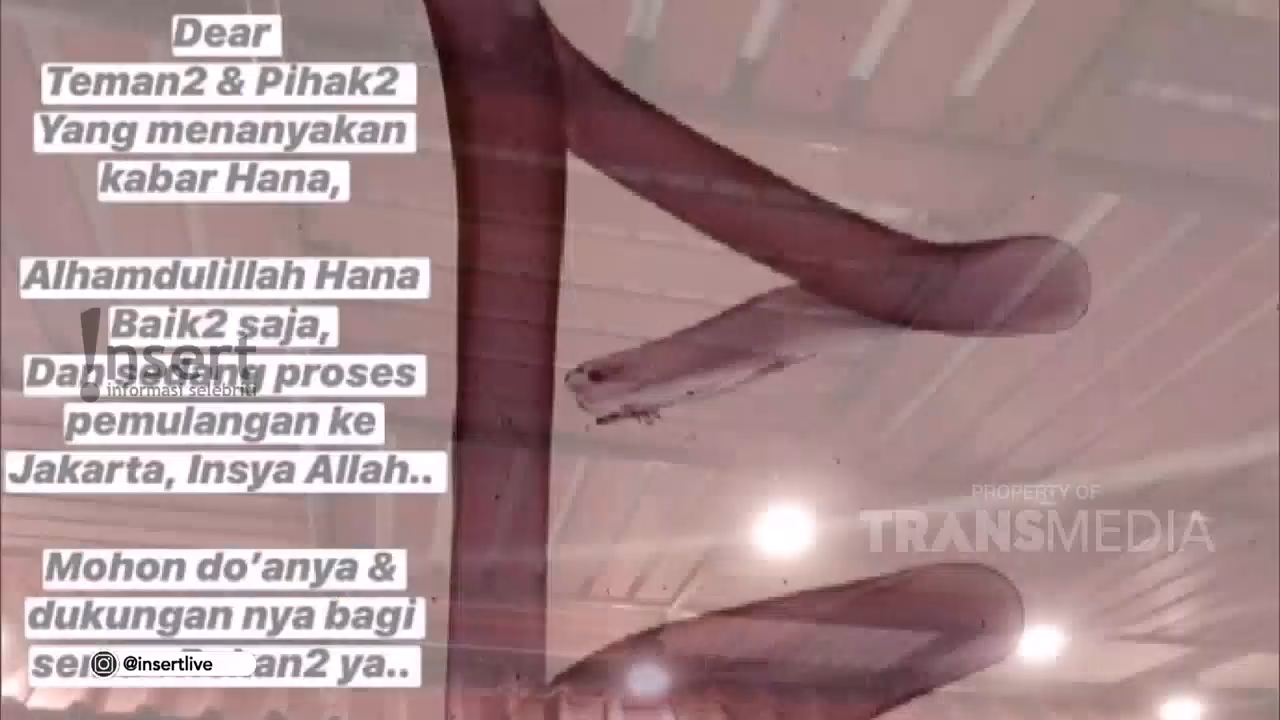 Dear
Teman2 & Pihak2
Yang menanyakan
kabar Hana,
Alhamdulillah Hana
Baik2 saja,
Dan sedang proses
pemulangan ke
Jakarta, Insya Allah..
Mohon do'anya &
dukungan nya bagi
ya..
Insert
informasi selebriti
@insertlive
PROPERTY OF
TRANSMEDIA